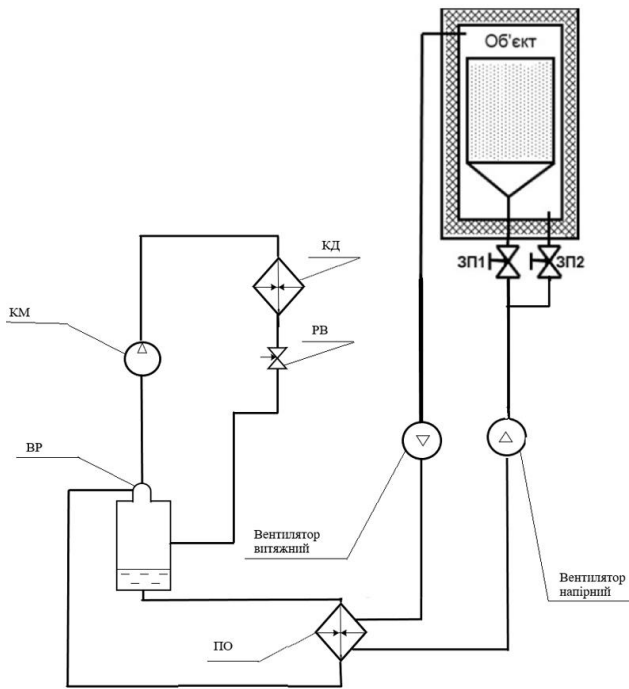 Об'єкт
ЗП1
ЗП2
КД
РВ
КМ
ВР
Вентилятор
витяжний
Вентилятор
напірний
ПО